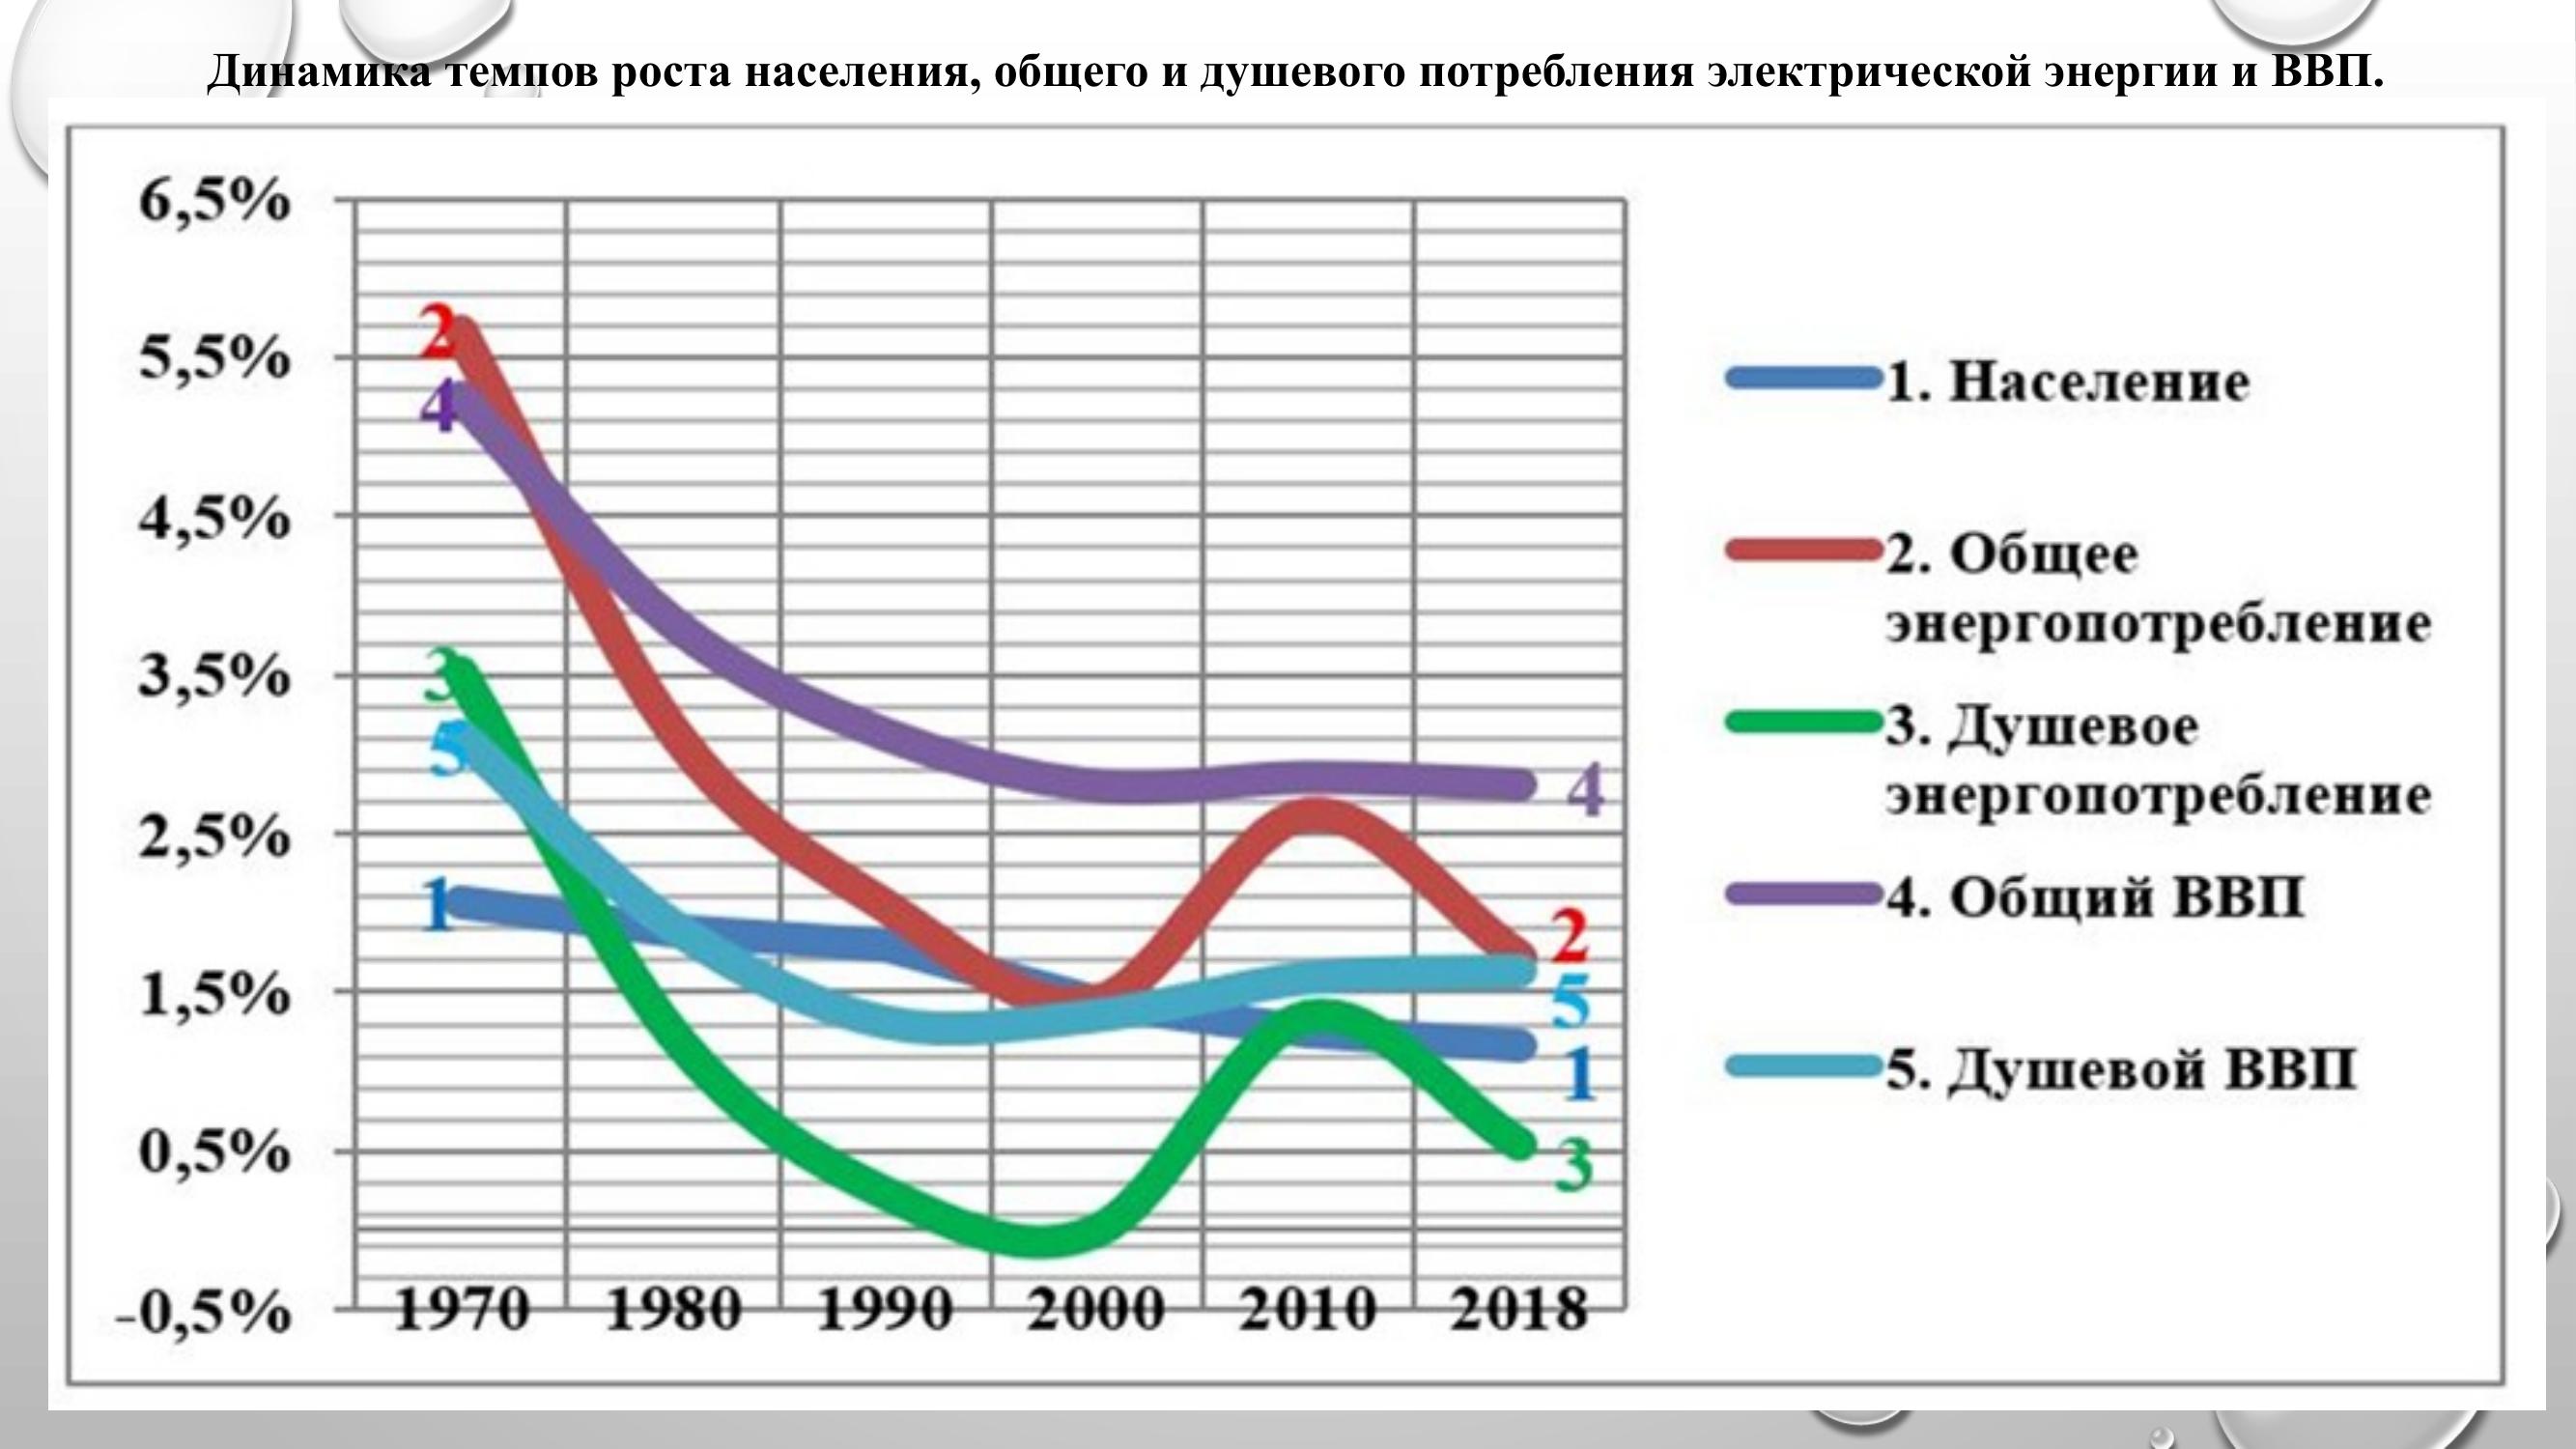 Динамика темпов роста населения, общего и душевого потребления электрической энергии и ВВП.
6,5%
5,5%
4,5%
3,5%
2,5%
1,5%
0,5%
-0,5%
2
4
3
5
1
4
2
5
1
3
1970 1980 1990 2000 2010 2018
1. Население
2. Общее
энергопотребление
3. Душевое
энергопотребление
4. Общий ВВП
5. Душевой ВВП